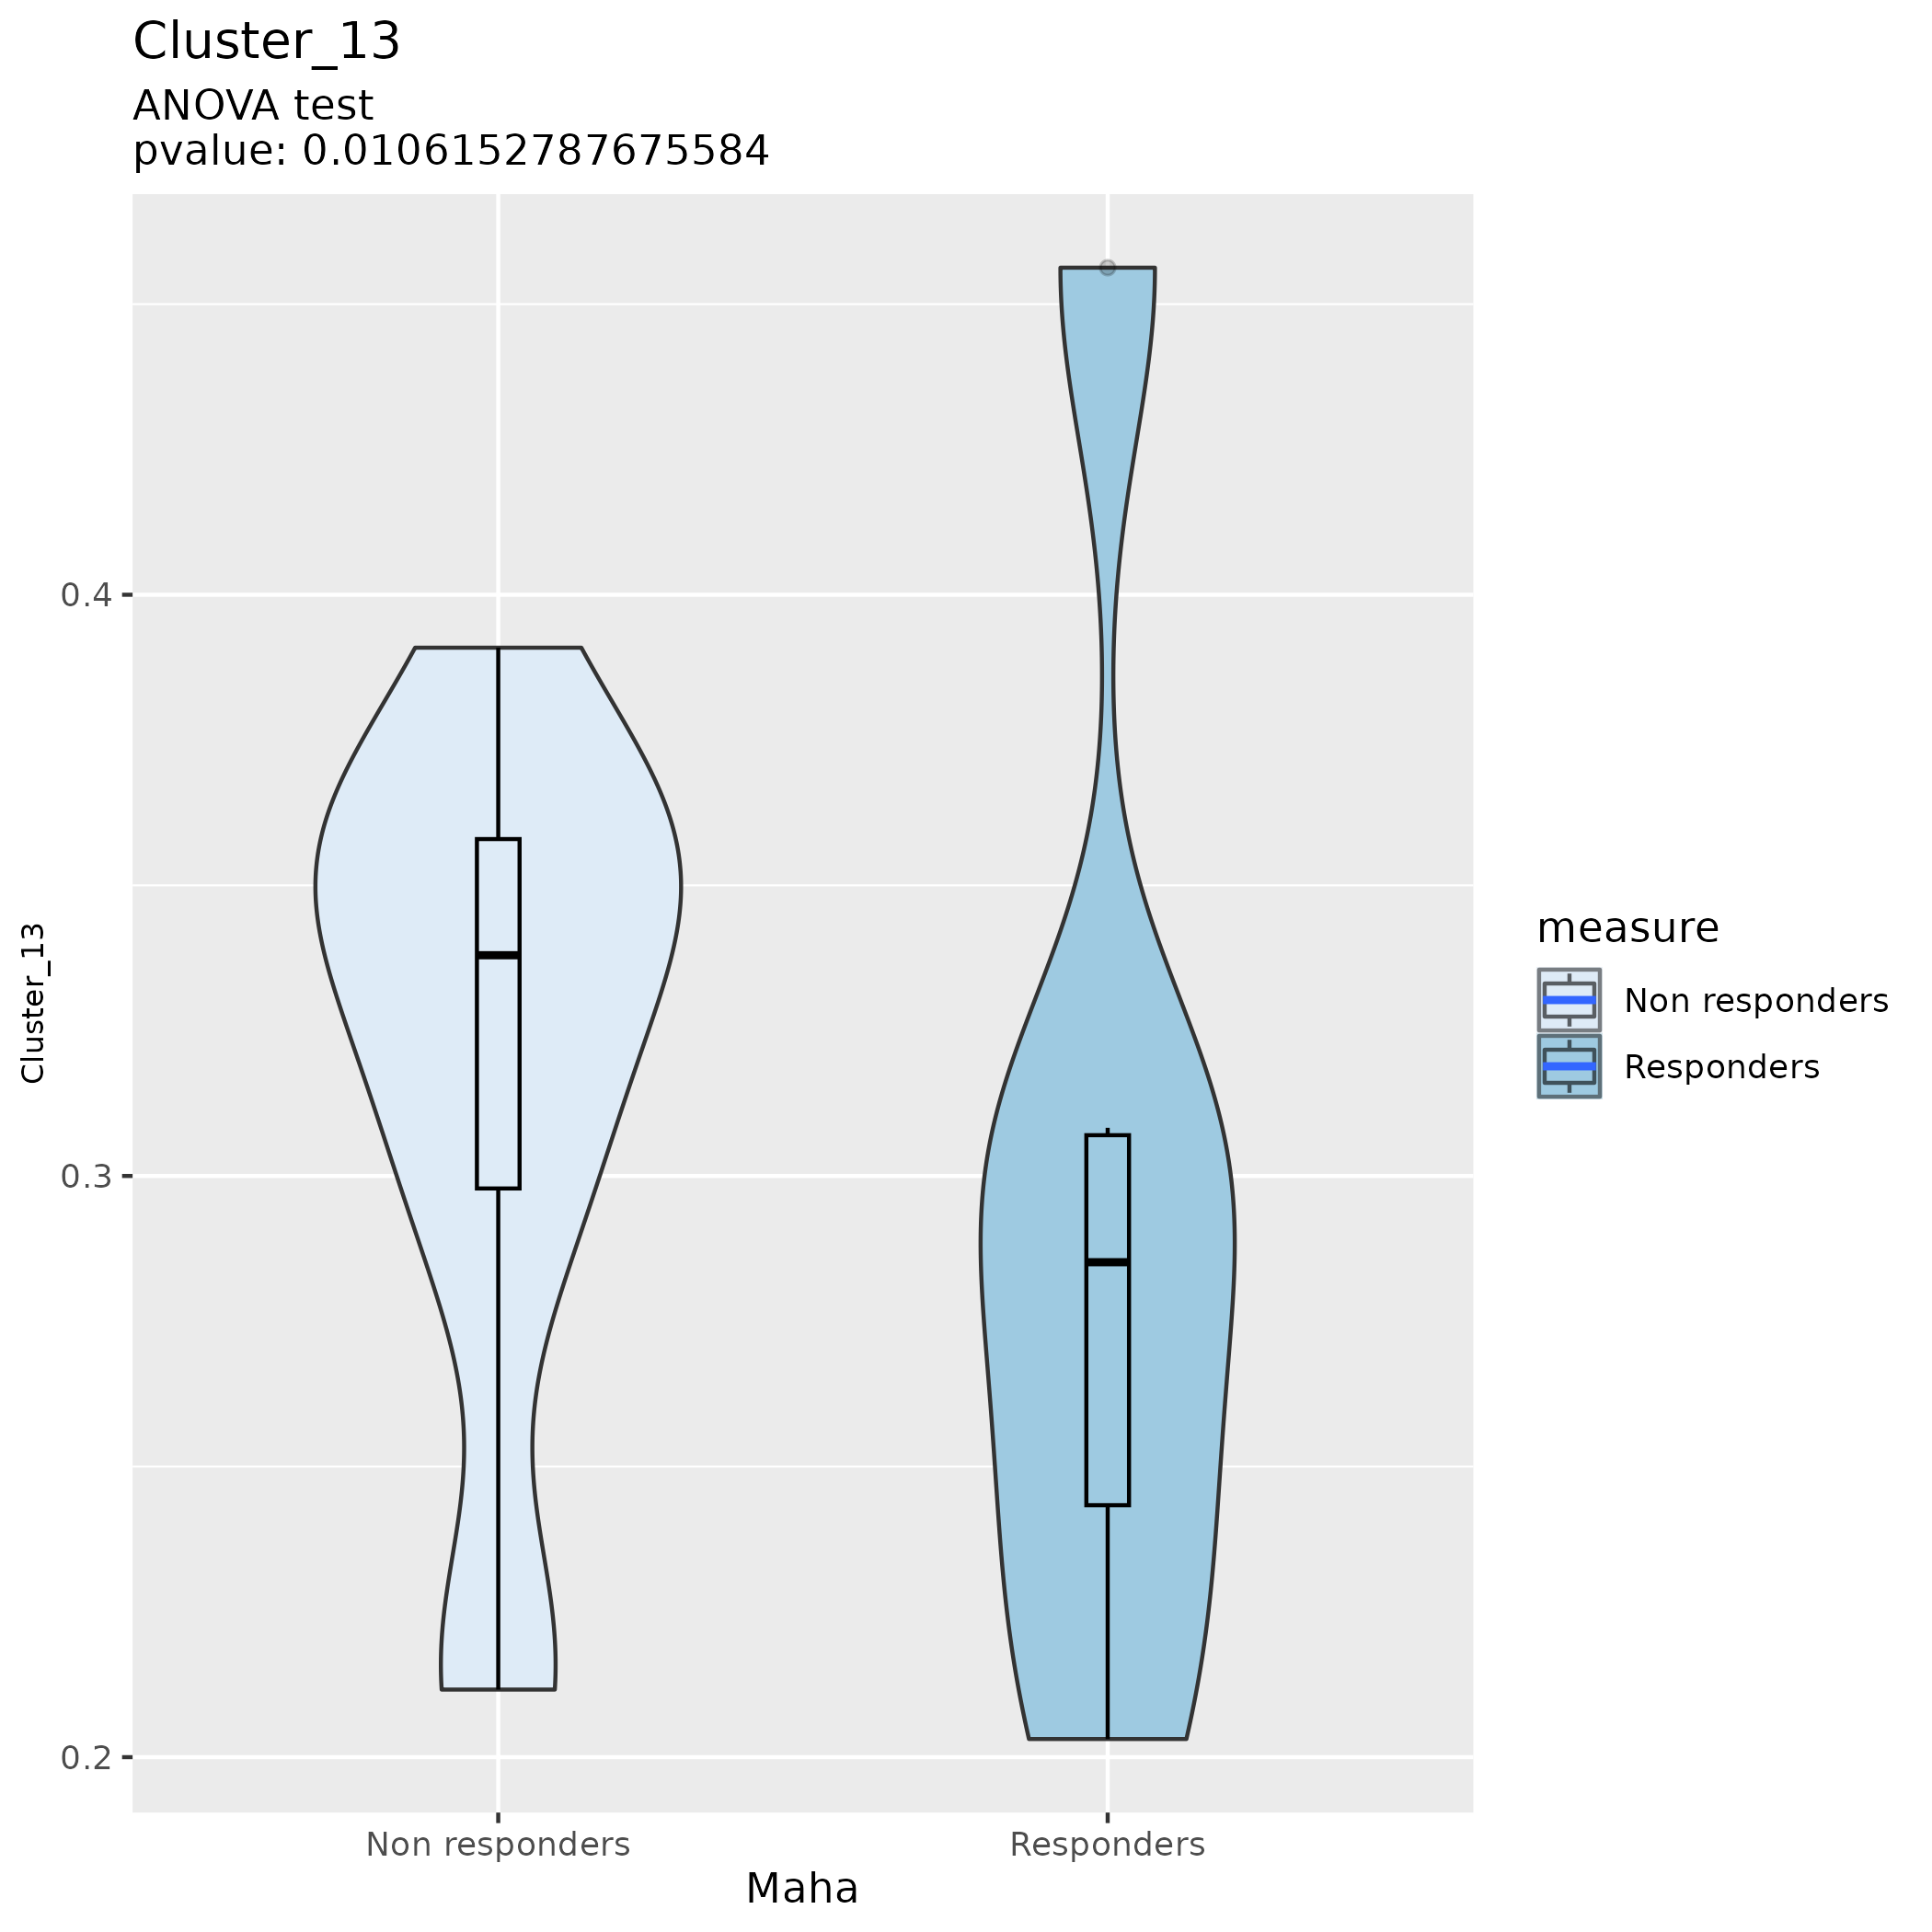 Cluster_13
ANOVA test
pvalue: 0.0106152787675584
Cluster_13
0.4
0.3
0.2
Non responders
Responders
Maha
measure
Non responders
Responders